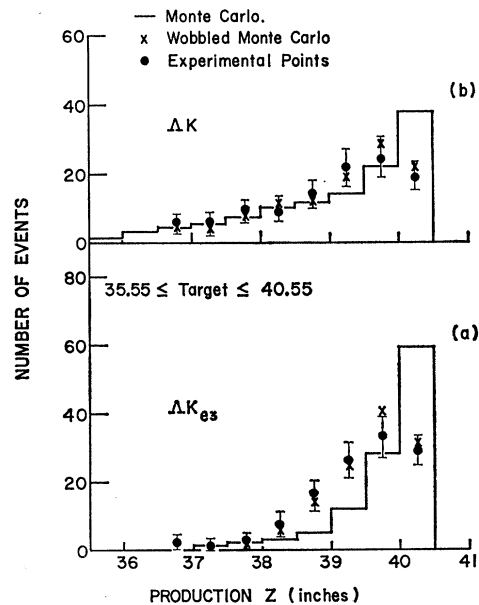 Monte Carlo.
x Wobbled Monte Carlo
● Experimental Points
60
40
20
0
(b)
ΛK
NUMBER OF EVENTS
35.55 ≤ Target ≤ 40.55
80
60
40
20
0
(a)
ΛKe3
36 37 38 39 40 41
PRODUCTION Z (inches)